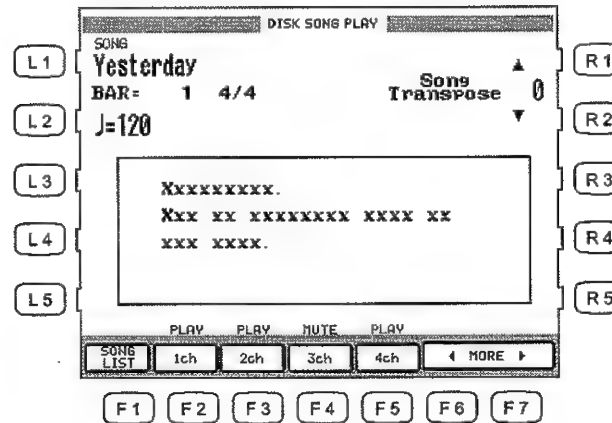 DISK SONG PLAY
SONG
Yesterday
BAR= 1 4/4
Song
Transpose 0
♩=120
Xxxxxxxxx.
Xxx xx xxxxxxxx xxxx xx
xxx xxxx.
PLAY PLAY MUTE PLAY
SONG
LIST
1ch 2ch 3ch 4ch MORE
L1
L2
L3
L4
L5
R1
R2
R3
R4
R5
F1 F2 F3 F4 F5 F6 F7